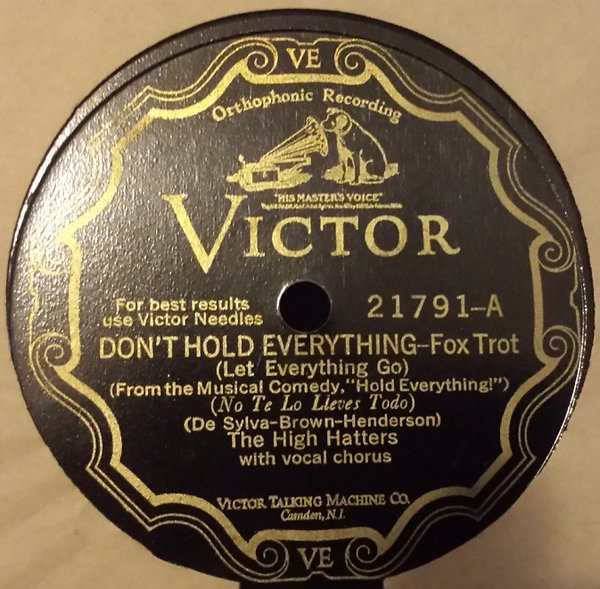 VE
Orthophonic Recording
"HIS MASTER'S VOICE"
VICTOR
For best results
use Victor Needles
21791-A
DON'T HOLD EVERYTHING-Fox Trot
(Let Everything Go)
(From the Musical Comedy, "Hold Everything!")
(No Te Lo Lleves Todo)
(De Sylva-Brown-Henderson)
The High Hatters
with vocal chorus
VICTOR TALKING MACHINE CO.
Camden, N.J.
VE